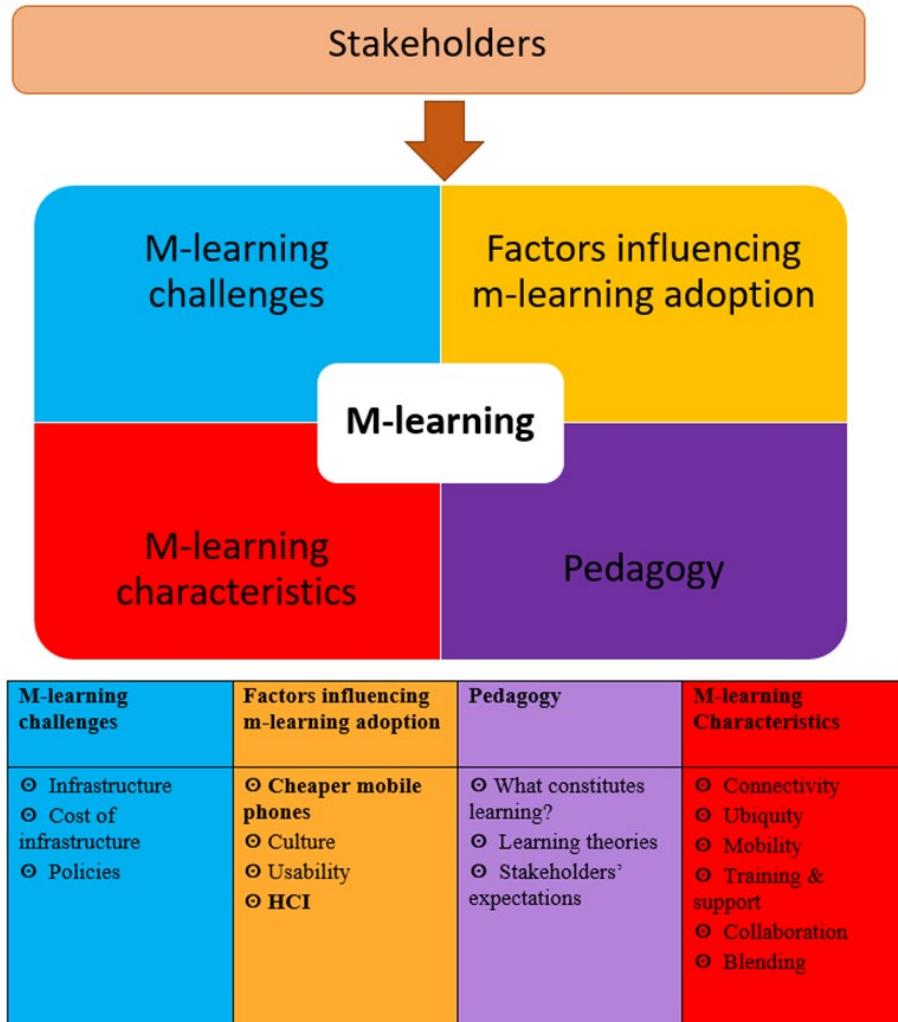 Stakeholders
M-learning
challenges
Factors influencing
m-learning adoption
M-learning
M-learning
characteristics
Pedagogy
M-learning
challenges
⊙ Infrastructure
⊙ Cost of
infrastructure
⊙ Policies
Factors influencing
m-learning adoption
⊙ Cheaper mobile
phones
⊙ Culture
⊙ Usability
⊙ HCI
Pedagogy
⊙ What constitutes
learning?
⊙ Learning theories
⊙ Stakeholders’
expectations
M-learning
Characteristics
⊙ Connectivity
⊙ Ubiquity
⊙ Mobility
⊙ Training &
support
⊙ Collaboration
⊙ Blending